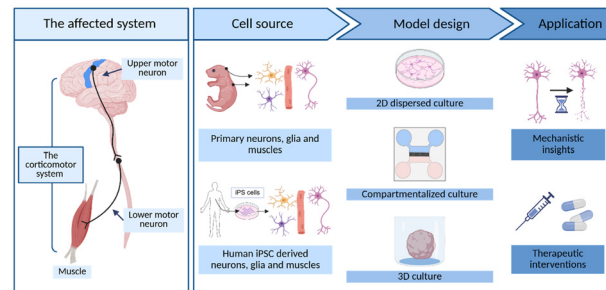 The affected system
Cell source
Model design
Application
Upper motor
neuron
The
corticomotor
system
Lower motor
neuron
Muscle
Primary neurons, glia and
muscles
iPS cells
Human iPSC derived
neurons, glia and muscles
2D dispersed culture
Compartmentalized culture
3D culture
Mechanistic
insights
Therapeutic
interventions